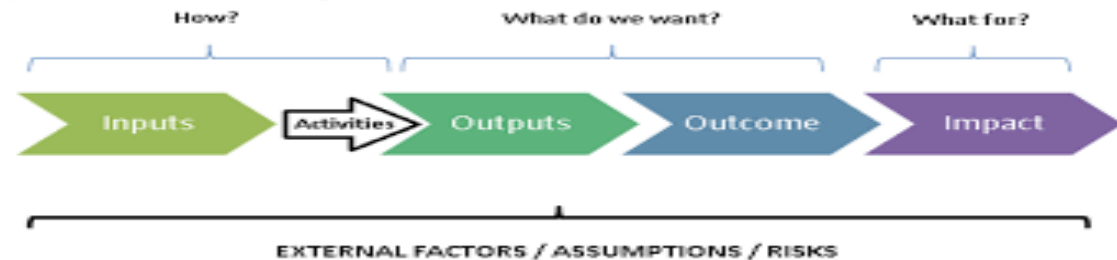 How? What do we want? What for?
Inputs Activities Outputs Outcome Impact
EXTERNAL FACTORS / ASSUMPTIONS / RISKS